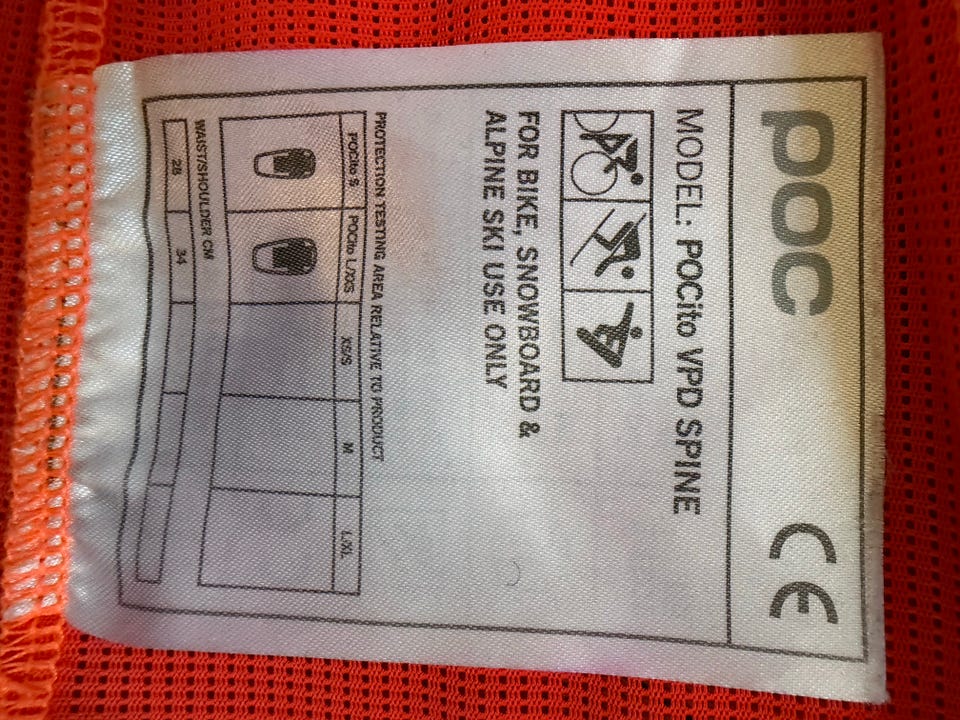 poc CE
MODEL: POCito VPD SPINE
FOR BIKE, SNOWBOARD &
ALPINE SKI USE ONLY
PROTECTION TESTING AREA RELATIVE TO PRODUCT
POCito S POCito L/XXS XS/S M L/XL
WAIST/SHOULDER CM
28 34